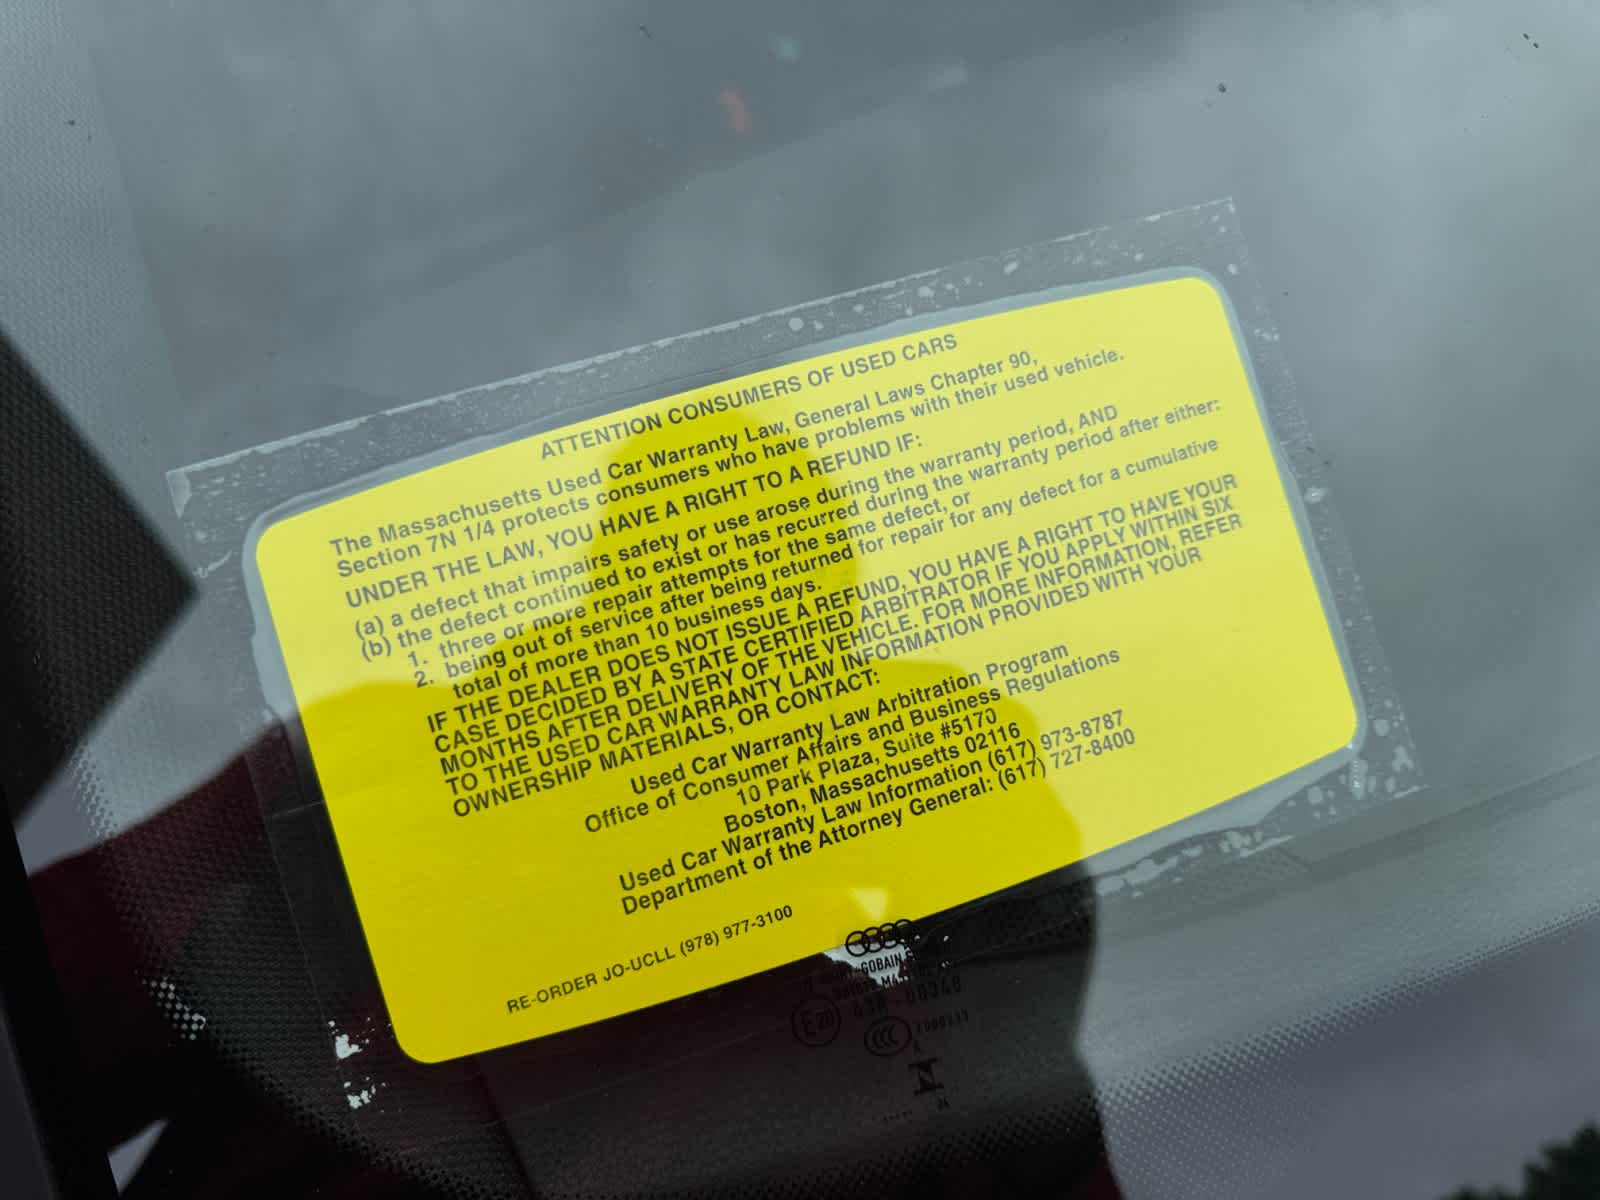 ATTENTION CONSUMERS OF USED CARS
The Massachusetts Used Car Warranty Law, General Laws Chapter 90,
Section 7N 1/4 protects consumers who have problems with their used vehicle.
UNDER THE LAW, YOU HAVE A RIGHT TO A REFUND IF:
(a) a defect that impairs safety or use arose during the warranty period, AND
(b) the defect continued to exist or has recurred during the warranty period after either:
1. three or more repair attempts for the same defect, or
2. being out of service after being returned for repair for any defect for a cumulative
total of more than 10 business days.
IF THE DEALER DOES NOT ISSUE A REFUND, YOU HAVE A RIGHT TO HAVE YOUR
CASE DECIDED BY A STATE CERTIFIED ARBITRATOR IF YOU APPLY WITHIN SIX
MONTHS AFTER DELIVERY OF THE VEHICLE. FOR MORE INFORMATION, REFER
TO THE USED CAR WARRANTY LAW INFORMATION PROVIDED WITH YOUR
OWNERSHIP MATERIALS, OR CONTACT:
Used Car Warranty Law Arbitration Program
Office of Consumer Affairs and Business Regulations
10 Park Plaza, Suite #5170
Boston, Massachusetts 02116
Used Car Warranty Law Information (617) 973-8787
Department of the Attorney General: (617) 727-8400
RE-ORDER JO-UCLL (978) 977-3100
GOBAIN
E20
43R 00348
CCC